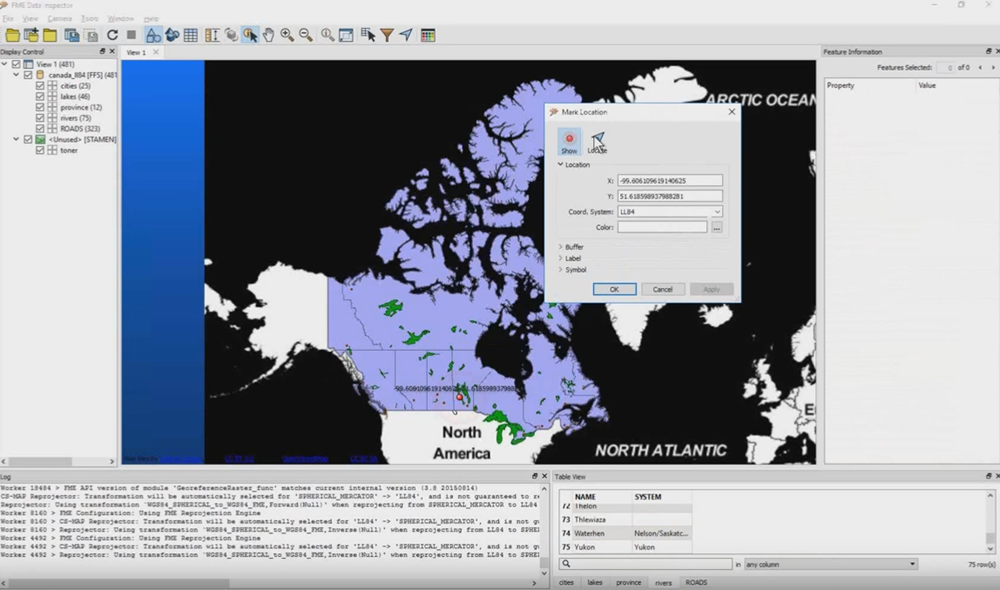 FME Data Inspector
File View Camera Tools Window Help
Display Control
View 1 (481)
canada_ll84 [FFS] (481
cities (25)
lakes (46)
province (12)
rivers (75)
ROADS (323)
<Unused> [STAMEN]
toner
View 1
ARCTIC OCEAN
North
America
NORTH ATLANTIC
-99.606109619140625
Mark Location
Show
Locate
Location
X: -99.606109619140625
Y: 51.618598937988281
Coord. System: LL84
Color:
...
Buffer
Label
Symbol
OK Cancel Apply
Feature Information
Features Selected: 0 of 0
Property Value
Log
Worker 18484 > FME API version of module 'GeoreferenceRaster_func' matches current internal version (3.8 20150814)
CS-MAP Reprojector: Transformation will be automatically selected for 'SPHERICAL_MERCATOR' -> 'LL84', and is not guaranteed to re
Reprojector: Using transformation 'WGS84_SPHERICAL_to_WGS84_FME,Forward(Null)' when reprojecting from SPHERICAL_MERCATOR to LL84
Worker 8160 > FME Configuration: Using FME Reprojection Engine
Worker 8160 > CS-MAP Reprojector: Transformation will be automatically selected for 'LL84' -> 'SPHERICAL_MERCATOR', and is not gu
Worker 8160 > Reprojector: Using transformation 'WGS84_SPHERICAL_to_WGS84_FME,Inverse(Null)' when reprojecting from LL84 to SPHE
Worker 4492 > FME Configuration: Using FME Reprojection Engine
Worker 4492 > CS-MAP Reprojector: Transformation will be automatically selected for 'LL84' -> 'SPHERICAL_MERCATOR', and is not gu
Worker 4492 > Reprojector: Using transformation 'WGS84_SPHERICAL_to_WGS84_FME,Inverse(Null)' when reprojecting from LL84 to SPHE
Table View
NAME SYSTEM
72 Thelon
73 Thlewiaza
74 Waterhen Nelson/Saskatc...
75 Yukon Yukon
in any column 75 row(s)
cities lakes province rivers ROADS